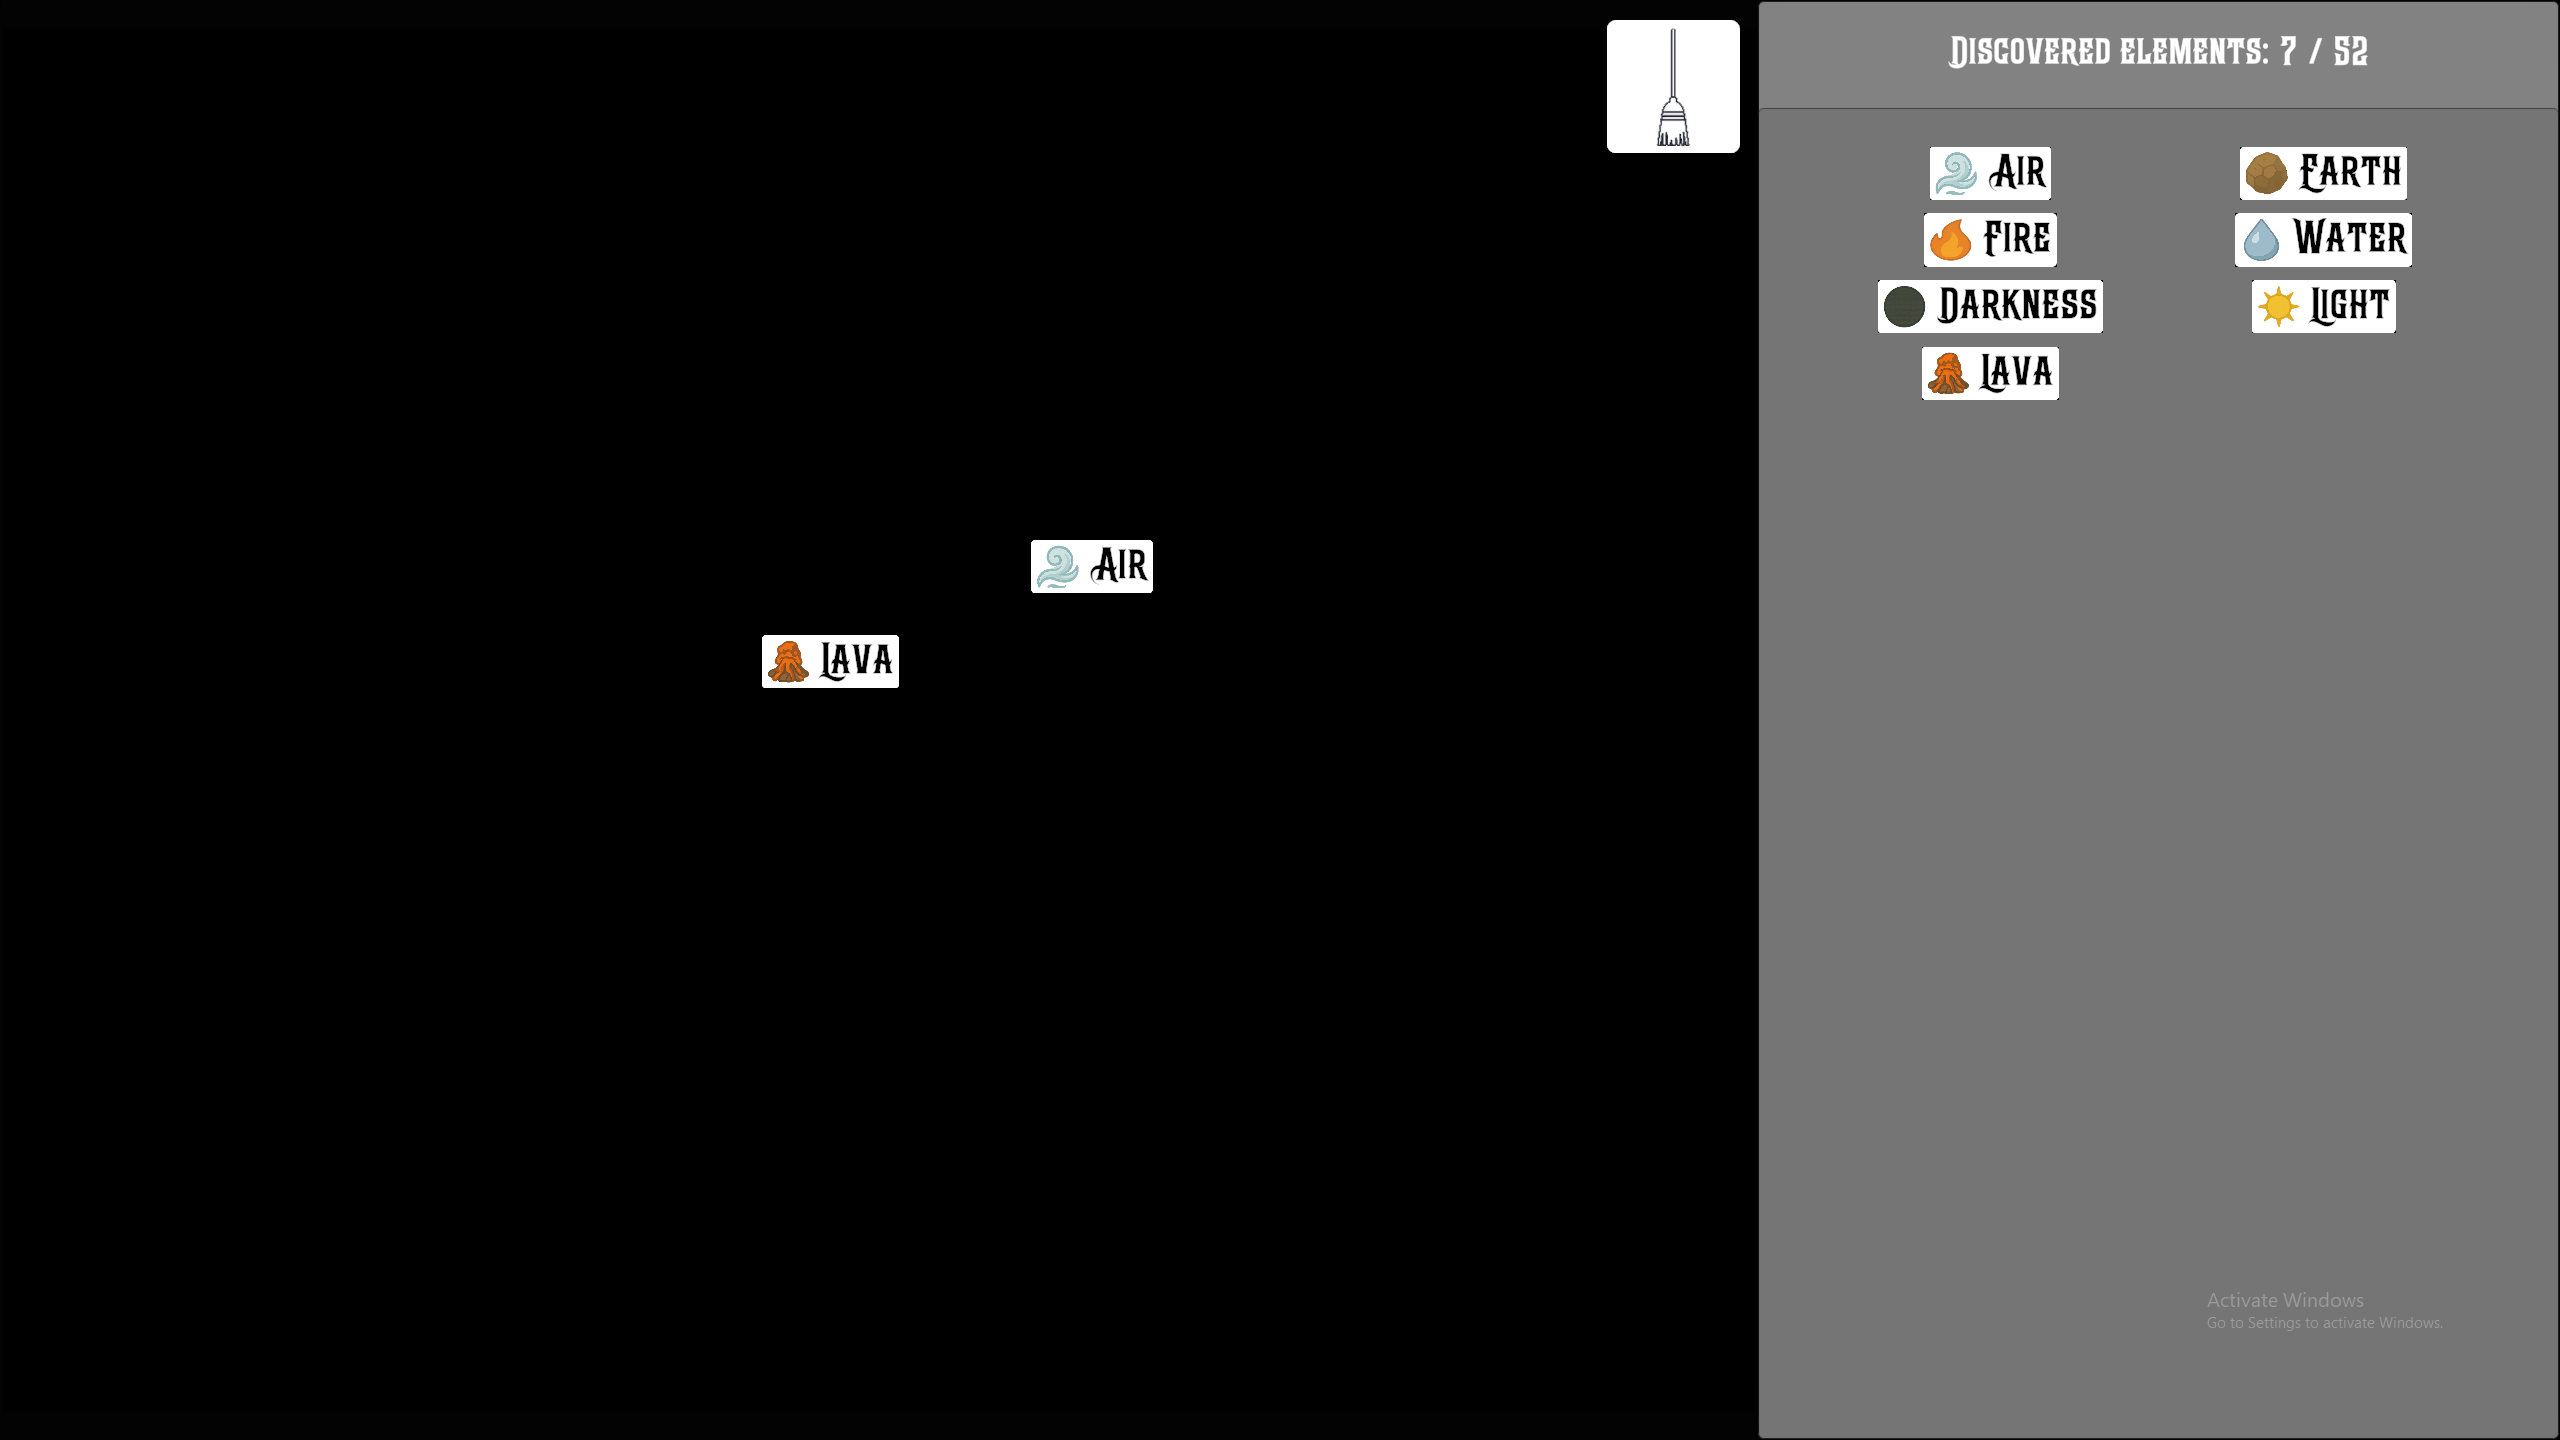 Discovered elements: 7 / 52
Air
Earth
Fire
Water
Darkness
Light
Lava
Air
Lava
Activate Windows
Go to Settings to activate Windows.